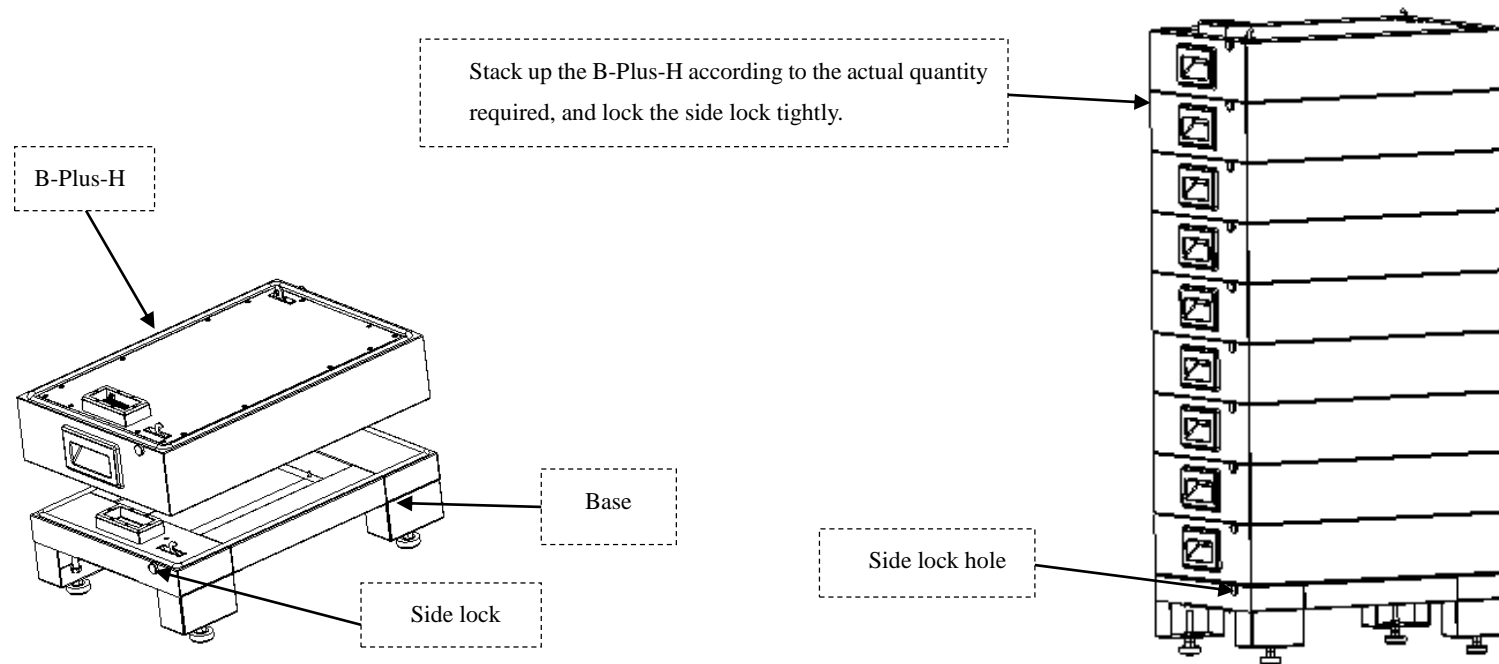 Stack up the B-Plus-H according to the actual quantity
required, and lock the side lock tightly.
B-Plus-H
Base
Side lock hole
Side lock